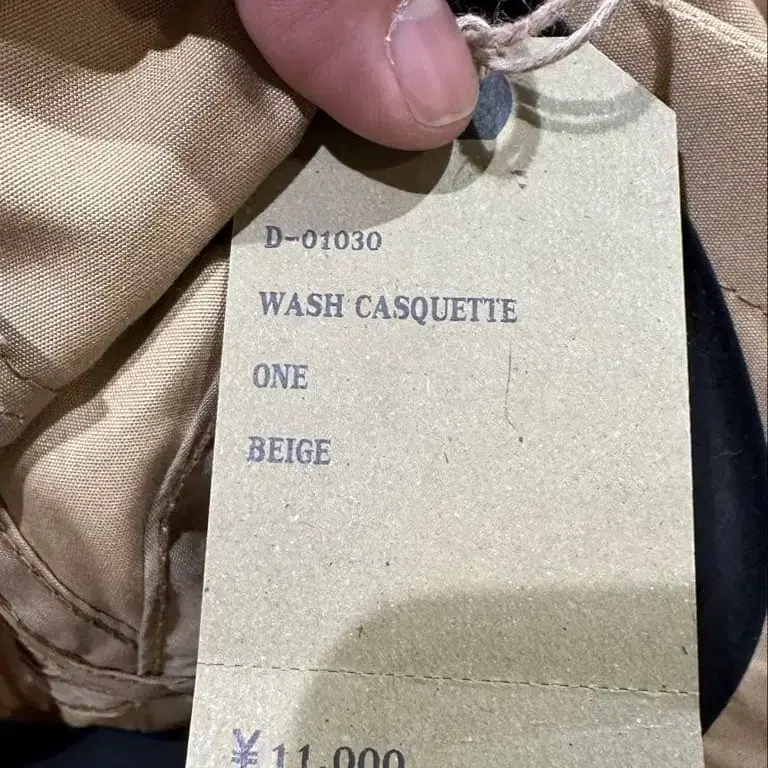 D-01030
WASH CASQUETTE
ONE
BEIGE
¥11,000